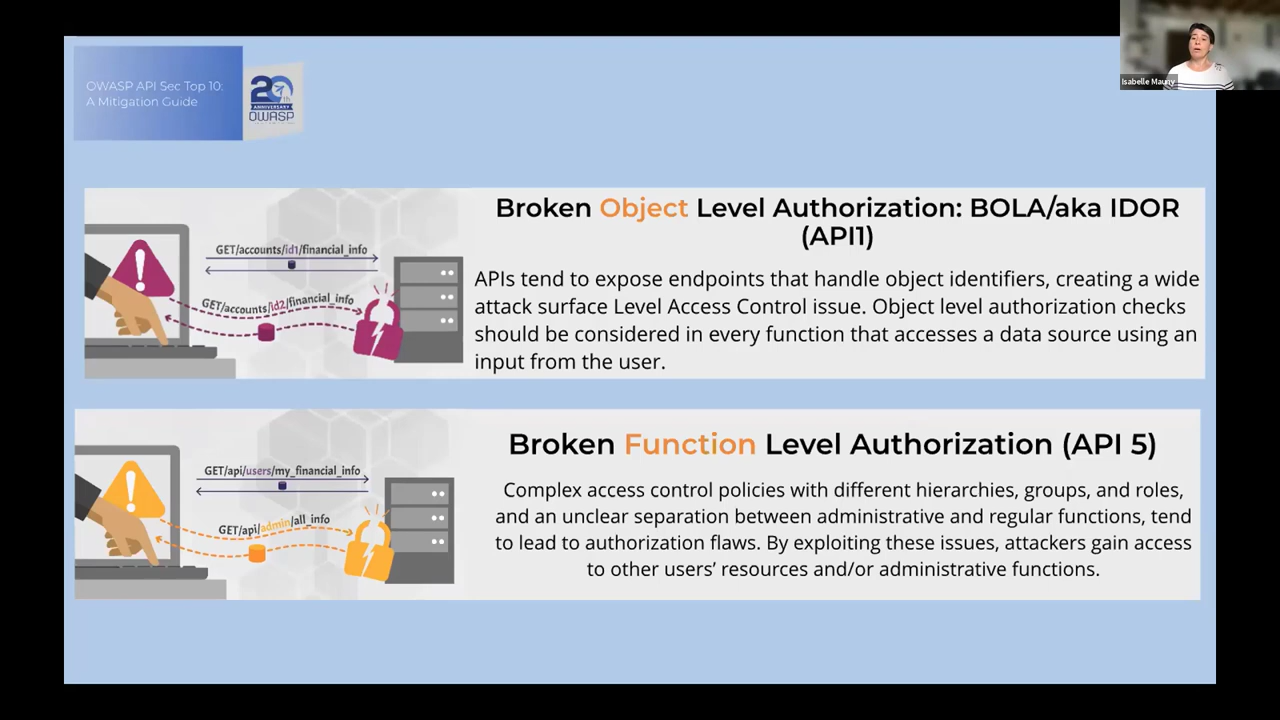 OWASP API Sec Top 10:
A Mitigation Guide
20th
ANNIVERSARY
OWASP
Isabelle Mauny
Broken Object Level Authorization: BOLA/aka IDOR
(API1)
GET/accounts/id1/financial_info
GET/accounts/id2/financial_info
APIs tend to expose endpoints that handle object identifiers, creating a wide
attack surface Level Access Control issue. Object level authorization checks
should be considered in every function that accesses a data source using an
input from the user.
Broken Function Level Authorization (API 5)
GET/api/users/my_financial_info
GET/api/admin/all_info
Complex access control policies with different hierarchies, groups, and roles,
and an unclear separation between administrative and regular functions, tend
to lead to authorization flaws. By exploiting these issues, attackers gain access
to other users’ resources and/or administrative functions.